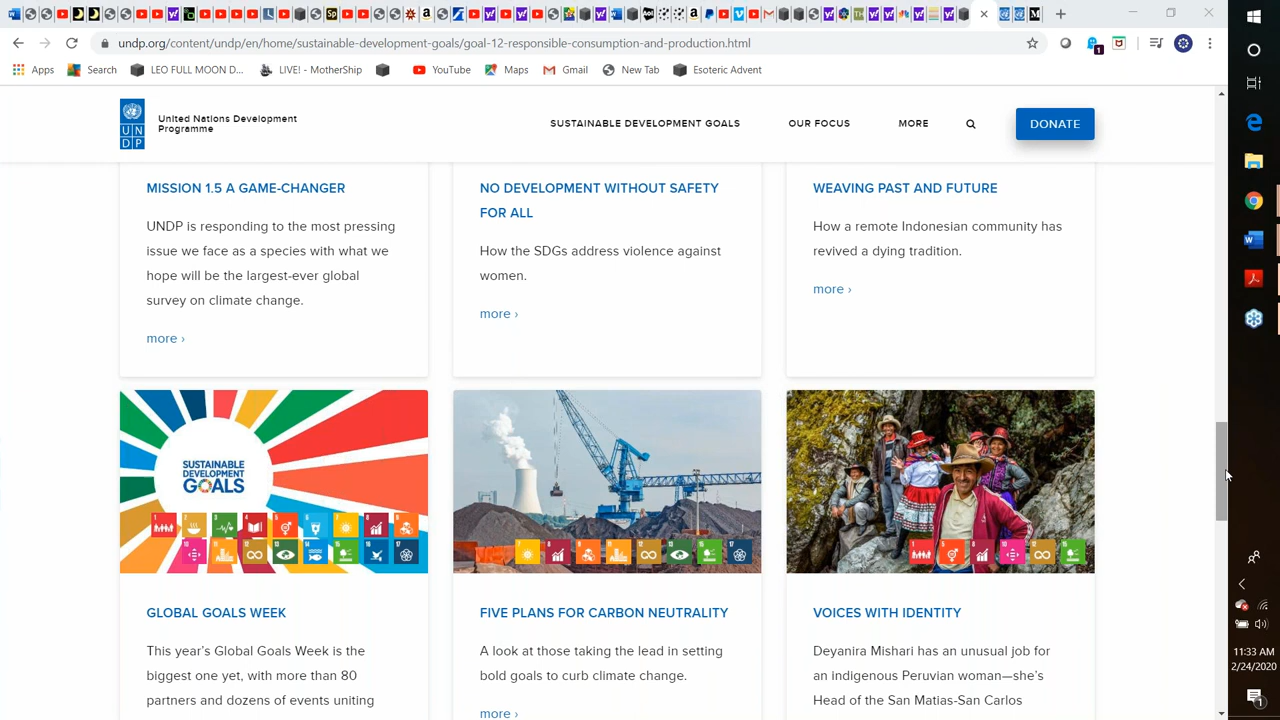 undp.org/content/undp/en/home/sustainable-development-goals/goal-12-responsible-consumption-and-production.html
Apps
Search
LEO FULL MOON D...
LIVE! - MotherShip
YouTube
Maps
Gmail
New Tab
Esoteric Advent
UN
DP
United Nations Development
Programme
SUSTAINABLE DEVELOPMENT GOALS
OUR FOCUS
MORE
DONATE
MISSION 1.5 A GAME-CHANGER
UNDP is responding to the most pressing
issue we face as a species with what we
hope will be the largest-ever global
survey on climate change.
more ›
NO DEVELOPMENT WITHOUT SAFETY
FOR ALL
How the SDGs address violence against
women.
more ›
WEAVING PAST AND FUTURE
How a remote Indonesian community has
revived a dying tradition.
more ›
SUSTAINABLE
DEVELOPMENT
GOALS
GLOBAL GOALS WEEK
This year's Global Goals Week is the
biggest one yet, with more than 80
partners and dozens of events uniting
FIVE PLANS FOR CARBON NEUTRALITY
A look at those taking the lead in setting
bold goals to curb climate change.
more ›
VOICES WITH IDENTITY
Deyanira Mishari has an unusual job for
an indigenous Peruvian woman—she's
Head of the San Matias-San Carlos
11:33 AM
2/24/2020